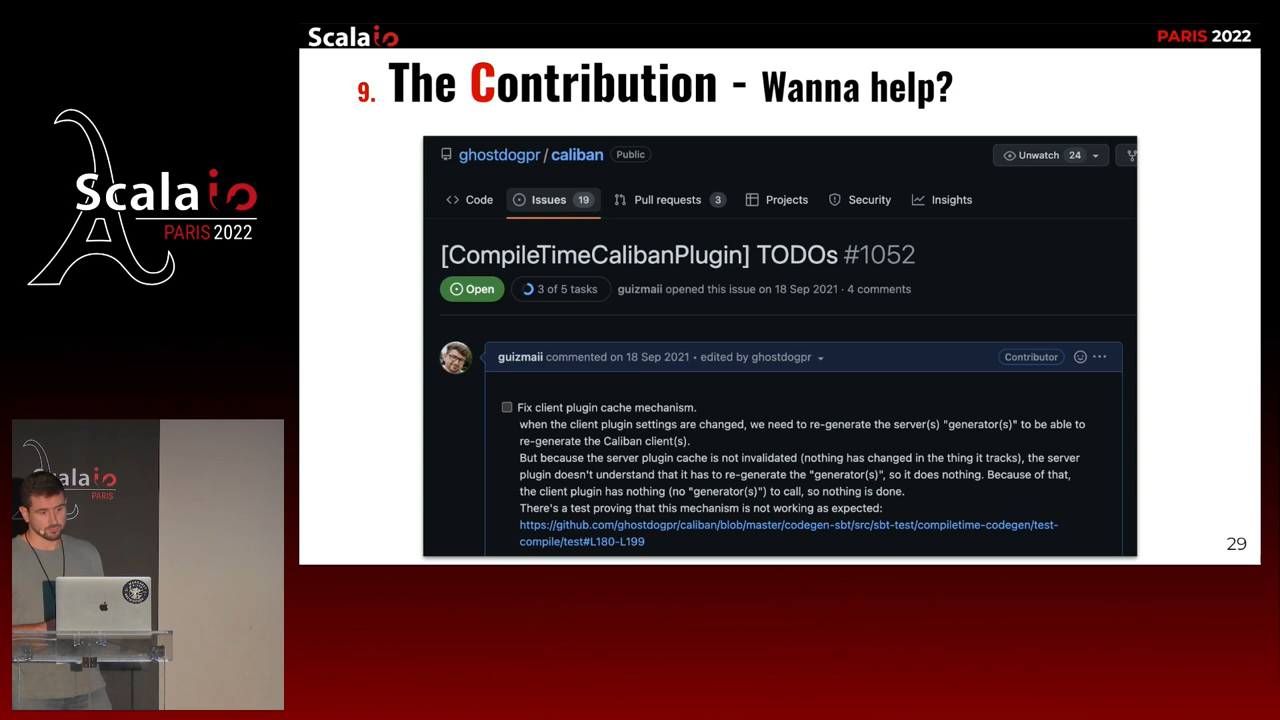 Scalaio
PARIS 2022
9. The Contribution - Wanna help?
ghostdogpr / caliban Public
Unwatch 24
Code Issues 19 Pull requests 3 Projects Security Insights
[CompileTimeCalibanPlugin] TODOs #1052
Open 3 of 5 tasks guizmaii opened this issue on 18 Sep 2021 · 4 comments
guizmaii commented on 18 Sep 2021 • edited by ghostdogpr
Contributor
Fix client plugin cache mechanism.
when the client plugin settings are changed, we need to re-generate the server(s) "generator(s)" to be able to
re-generate the Caliban client(s).
But because the server plugin cache is not invalidated (nothing has changed in the thing it tracks), the server
plugin doesn't understand that it has to re-generate the "generator(s)", so it does nothing. Because of that,
the client plugin has nothing (no "generator(s)") to call, so nothing is done.
There's a test proving that this mechanism is not working as expected:
https://github.com/ghostdogpr/caliban/blob/master/codegen-sbt/src/sbt-test/compiletime-codegen/test-
compile/test#L180-L199
29
Scalaio
PARIS 2022
calaio
PARIS